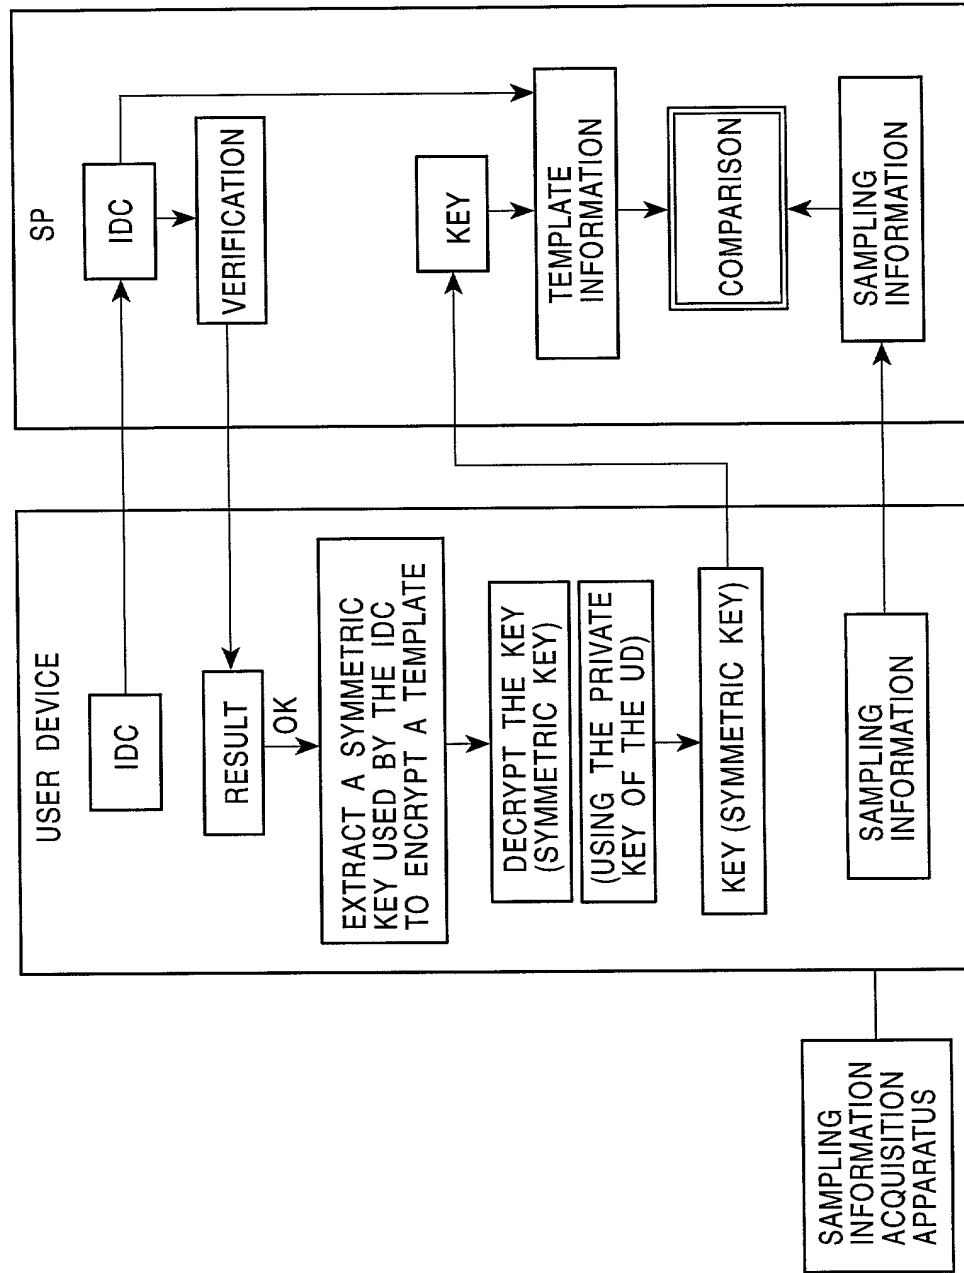 USER DEVICE
IDC
RESULT
OK
EXTRACT A SYMMETRIC
KEY USED BY THE IDC
TO ENCRYPT A TEMPLATE
DECRYPT THE KEY
(SYMMETRIC KEY)
(USING THE PRIVATE
KEY OF THE UD)
KEY (SYMMETRIC KEY)
SAMPLING
INFORMATION
SP
IDC
VERIFICATION
KEY
TEMPLATE
INFORMATION
COMPARISON
SAMPLING
INFORMATION
SAMPLING
INFORMATION
ACQUISITION
APPARATUS